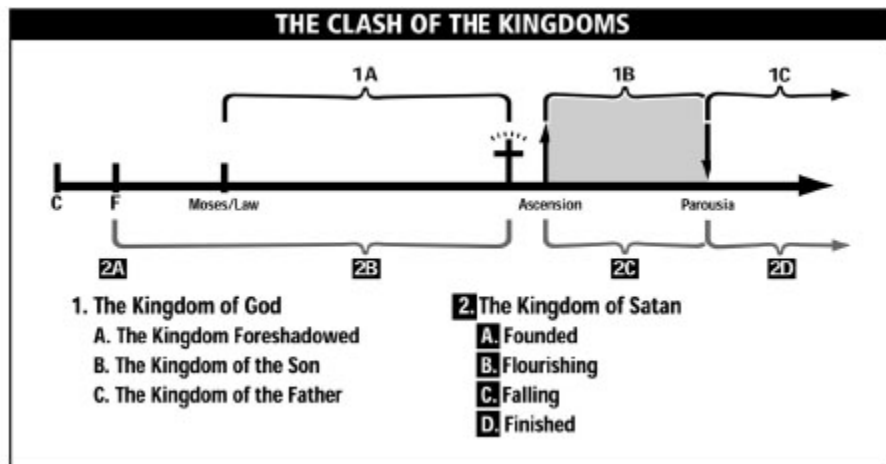 THE CLASH OF THE KINGDOMS
1A 1B 1C
C F Moses/Law Ascension Parousia
2A 2B 2C 2D
1. The Kingdom of God
A. The Kingdom Foreshadowed
B. The Kingdom of the Son
C. The Kingdom of the Father
2. The Kingdom of Satan
A. Founded
B. Flourishing
C. Falling
D. Finished